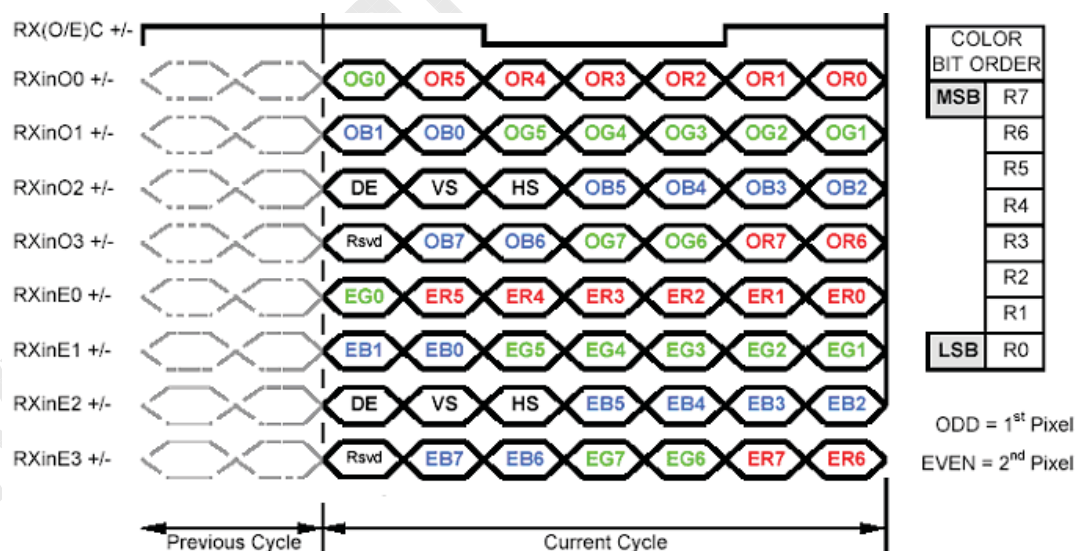 RX(O/E)C +/-
RXinO0 +/- OG0 OR5 OR4 OR3 OR2 OR1 OR0
RXinO1 +/- OB1 OB0 OG5 OG4 OG3 OG2 OG1
RXinO2 +/- DE VS HS OB5 OB4 OB3 OB2
RXinO3 +/- Rsvd OB7 OB6 OG7 OG6 OR7 OR6
RXinE0 +/- EG0 ER5 ER4 ER3 ER2 ER1 ER0
RXinE1 +/- EB1 EB0 EG5 EG4 EG3 EG2 EG1
RXinE2 +/- DE VS HS EB5 EB4 EB3 EB2
RXinE3 +/- Rsvd EB7 EB6 EG7 EG6 ER7 ER6
Previous Cycle Current Cycle
COLOR
BIT ORDER
MSB R7
R6
R5
R4
R3
R2
R1
LSB R0
ODD = 1st Pixel
EVEN = 2nd Pixel